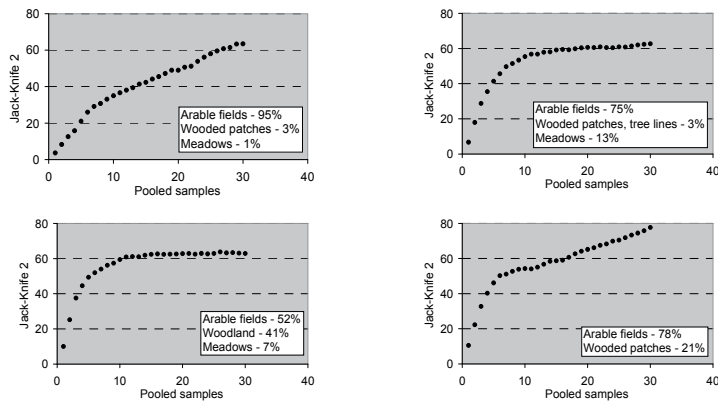 80
60
40
20
0
Jack-Knife 2
Arable fields - 95%
Wooded patches - 3%
Meadows - 1%
0 10 20 30 40
Pooled samples
80
60
40
20
0
Jack-Knife 2
Arable fields - 75%
Wooded patches, tree lines - 3%
Meadows - 13%
0 10 20 30 40
Pooled samples
80
60
40
20
0
Jack-Knife 2
Arable fields - 52%
Woodland - 41%
Meadows - 7%
0 10 20 30 40
Pooled samples
80
60
40
20
0
Jack-Knife 2
Arable fields - 78%
Wooded patches - 21%
0 10 20 30 40
Pooled samples